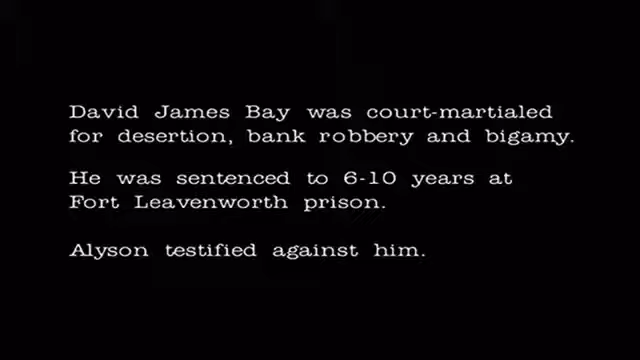 David James Bay was court-martialed
for desertion, bank robbery and bigamy.
He was sentenced to 6-10 years at
Fort Leavenworth prison.
Alyson testified against him.